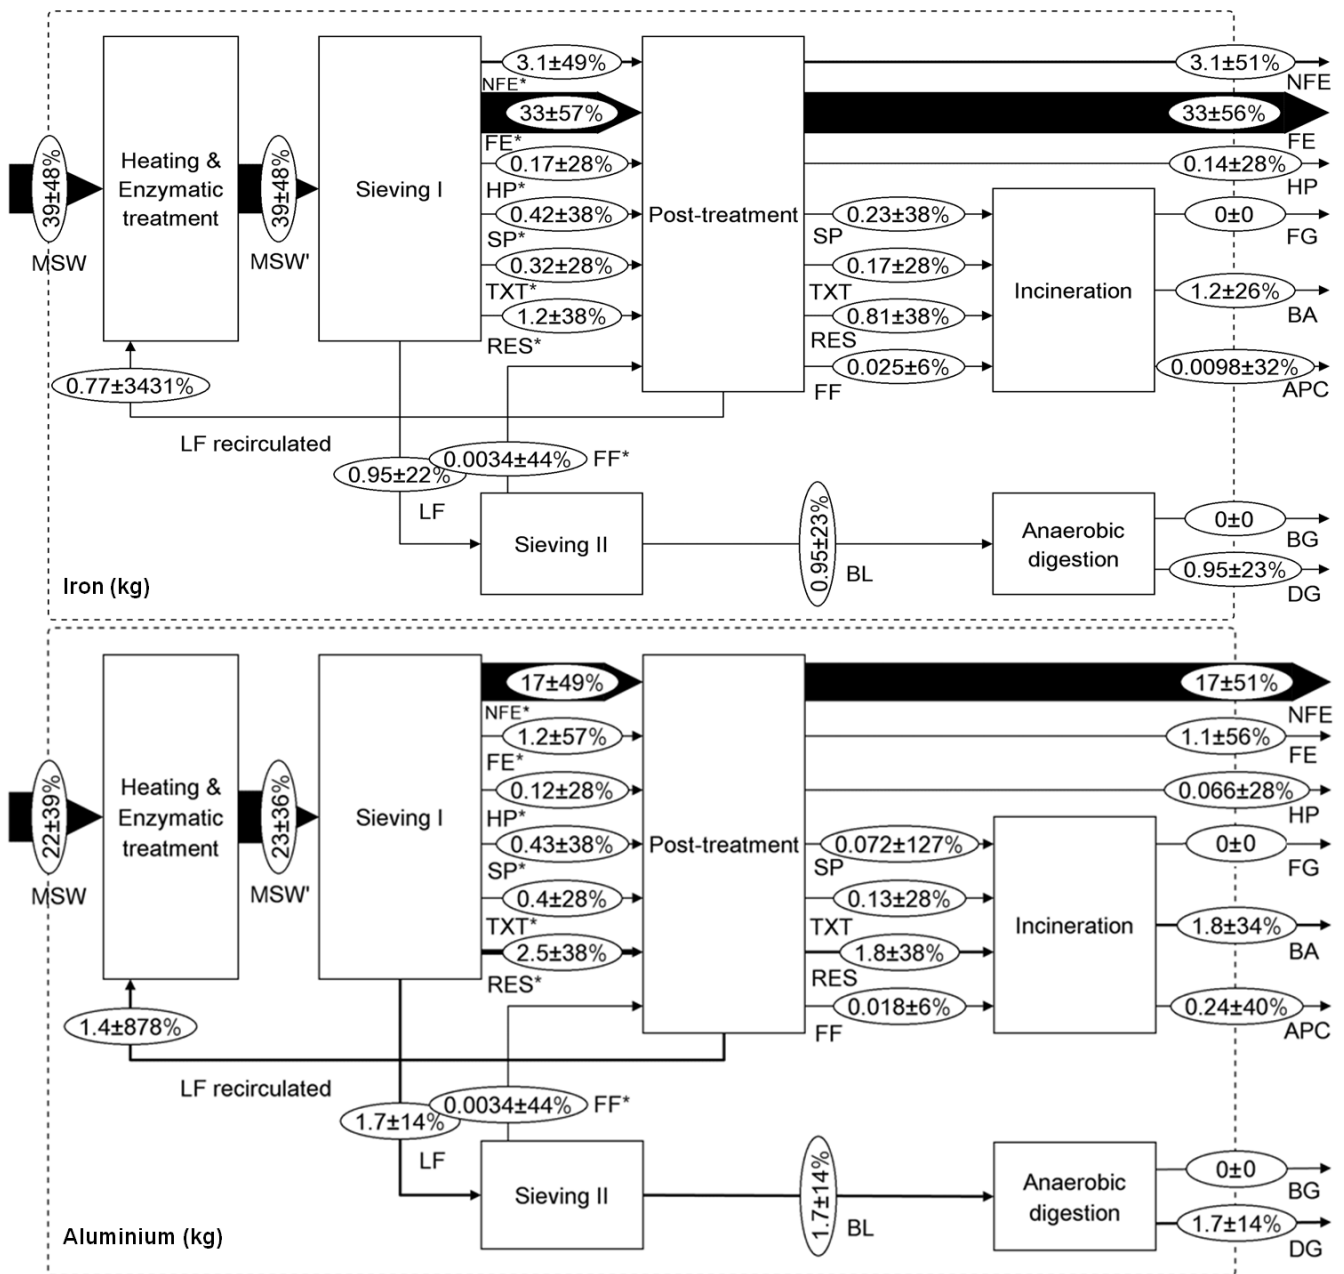 3.1±49%
3.1±51%
NFE*
NFE
33±57%
33±56%
FE*
FE
39±48%
MSW
Heating &
Enzymatic
treatment
39±48%
MSW'
Sieving I
0.17±28%
0.14±28%
HP*
HP
Post-treatment
0.42±38%
0.23±38%
0±0
SP*
SP
FG
0.32±28%
0.17±28%
TXT*
TXT
Incineration
1.2±26%
BA
1.2±38%
0.81±38%
RES*
RES
0.77±3431%
0.025±6%
0.0098±32%
FF
APC
LF recirculated
0.0034±44%
FF*
0.95±22%
LF
Sieving II
0.95±23%
BL
Anaerobic
digestion
0±0
BG
0.95±23%
DG
Iron (kg)
17±49%
17±51%
NFE*
NFE
1.2±57%
1.1±56%
FE*
FE
22±39%
MSW
Heating &
Enzymatic
treatment
23±36%
MSW'
Sieving I
0.12±28%
0.066±28%
HP*
HP
Post-treatment
0.43±38%
0.072±127%
0±0
SP*
SP
FG
0.4±28%
0.13±28%
TXT*
TXT
Incineration
1.8±34%
BA
2.5±38%
1.8±38%
RES*
RES
1.4±878%
0.018±6%
0.24±40%
FF
APC
LF recirculated
0.0034±44%
FF*
1.7±14%
LF
Sieving II
1.7±14%
BL
Anaerobic
digestion
0±0
BG
1.7±14%
DG
Aluminium (kg)